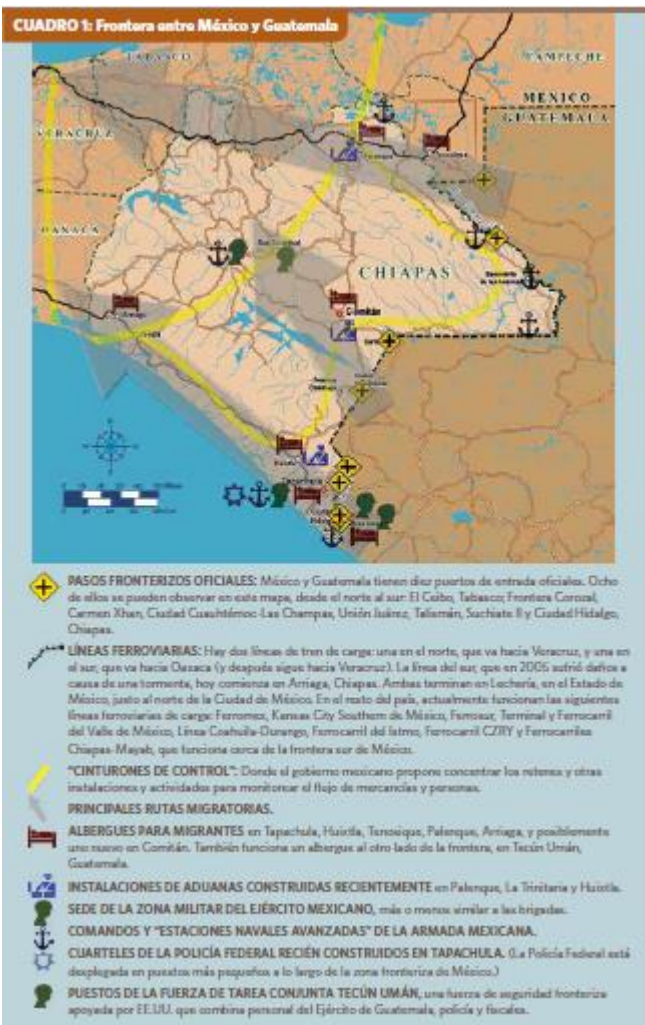 CUADRO 1: Frontera entre México y Guatemala
TABASCO
CAMPECHE
MEXICO
GUATEMALA
VERACRUZ
OAXACA
CHIAPAS
Comitán
PASOS FRONTERIZOS OFICIALES: México y Guatemala tienen diez puertos de entrada oficiales. Ocho
de ellos se pueden observar en este mapa, desde el norte al sur: El Ceibo, Tabasco; Frontera Corozal,
Carmen Xhan, Ciudad Cuauhtémoc-Las Champas, Unión Juárez, Talismán, Suchiate II y Ciudad Hidalgo,
Chiapas.
LÍNEAS FERROVIARIAS: Hay dos líneas de tren de carga: una en el norte, que va hacia Veracruz, y una en
el sur, que va hacia Oaxaca (y después sigue hacia Veracruz). La línea del sur, que en 2005 sufrió daños a
causa de una tormenta, hoy comienza en Arriaga, Chiapas. Ambas terminan en Lechería, en el Estado de
México, justo al norte de la Ciudad de México. En el resto del país, actualmente funcionan las siguientes
líneas ferroviarias de carga: Ferromex, Kansas City Southern de México, Ferrosur, Terminal y Ferrocarril
del Valle de México, Línea Coahuila-Durango, Ferrocarril del Istmo, Ferrocarril CZRY y Ferrocarriles
Chiapas-Mayab, que funciona cerca de la frontera sur de México.
"CINTURONES DE CONTROL": Donde el gobierno mexicano propone concentrar los retenes y otras
instalaciones y actividades para monitorear el flujo de mercancías y personas.
PRINCIPALES RUTAS MIGRATORIAS.
ALBERGUES PARA MIGRANTES en Tapachula, Huixtla, Tenosique, Palenque, Arriaga, y posiblemente
uno nuevo en Comitán. También funciona un albergue al otro lado de la frontera, en Tecún Umán,
Guatemala.
INSTALACIONES DE ADUANAS CONSTRUIDAS RECIENTEMENTE en Palenque, La Trinitaria y Huixtla.
SEDE DE LA ZONA MILITAR DEL EJÉRCITO MEXICANO, más o menos similar a las brigadas.
COMANDOS Y "ESTACIONES NAVALES AVANZADAS" DE LA ARMADA MEXICANA.
CUARTELES DE LA POLICÍA FEDERAL RECIÉN CONSTRUIDOS EN TAPACHULA. (La Policía Federal está
desplegada en puestos más pequeños a lo largo de la zona fronteriza de México.)
PUESTOS DE LA FUERZA DE TAREA CONJUNTA TECÚN UMÁN, una fuerza de seguridad fronteriza
apoyada por EE.UU. que combina personal del Ejército de Guatemala, policía y fiscales.